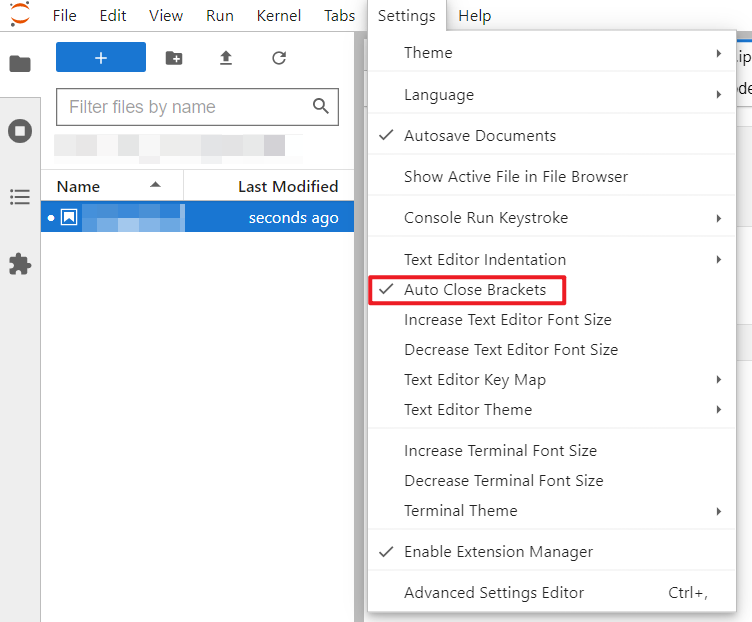 File Edit View Run Kernel Tabs Settings Help
Filter files by name
Name Last Modified
seconds ago
Theme
Language
Autosave Documents
Show Active File in File Browser
Console Run Keystroke
Text Editor Indentation
Auto Close Brackets
Increase Text Editor Font Size
Decrease Text Editor Font Size
Text Editor Key Map
Text Editor Theme
Increase Terminal Font Size
Decrease Terminal Font Size
Terminal Theme
Enable Extension Manager
Advanced Settings Editor Ctrl+,